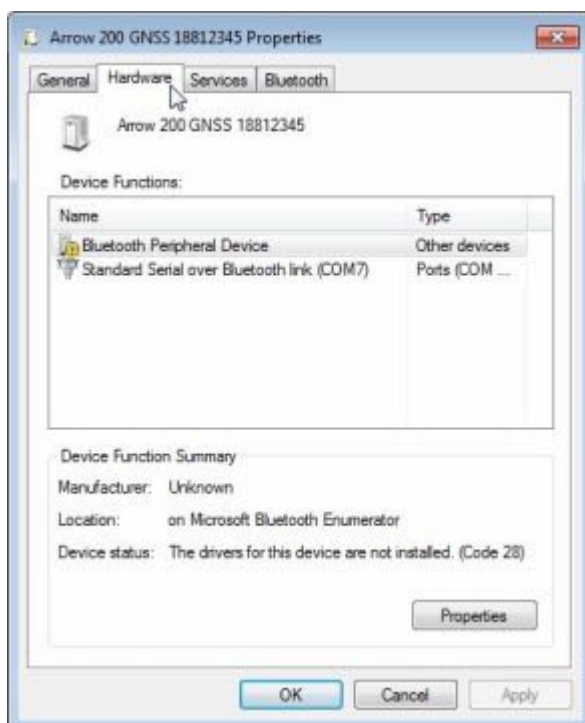 Arrow 200 GNSS 18812345 Properties
General Hardware Services Bluetooth
Arrow 200 GNSS 18812345
Device Functions:
Name Type
Bluetooth Peripheral Device Other devices
Standard Serial over Bluetooth link (COM7) Ports (COM ...
Device Function Summary
Manufacturer: Unknown
Location: on Microsoft Bluetooth Enumerator
Device status: The drivers for this device are not installed. (Code 28)
Properties
OK Cancel Apply